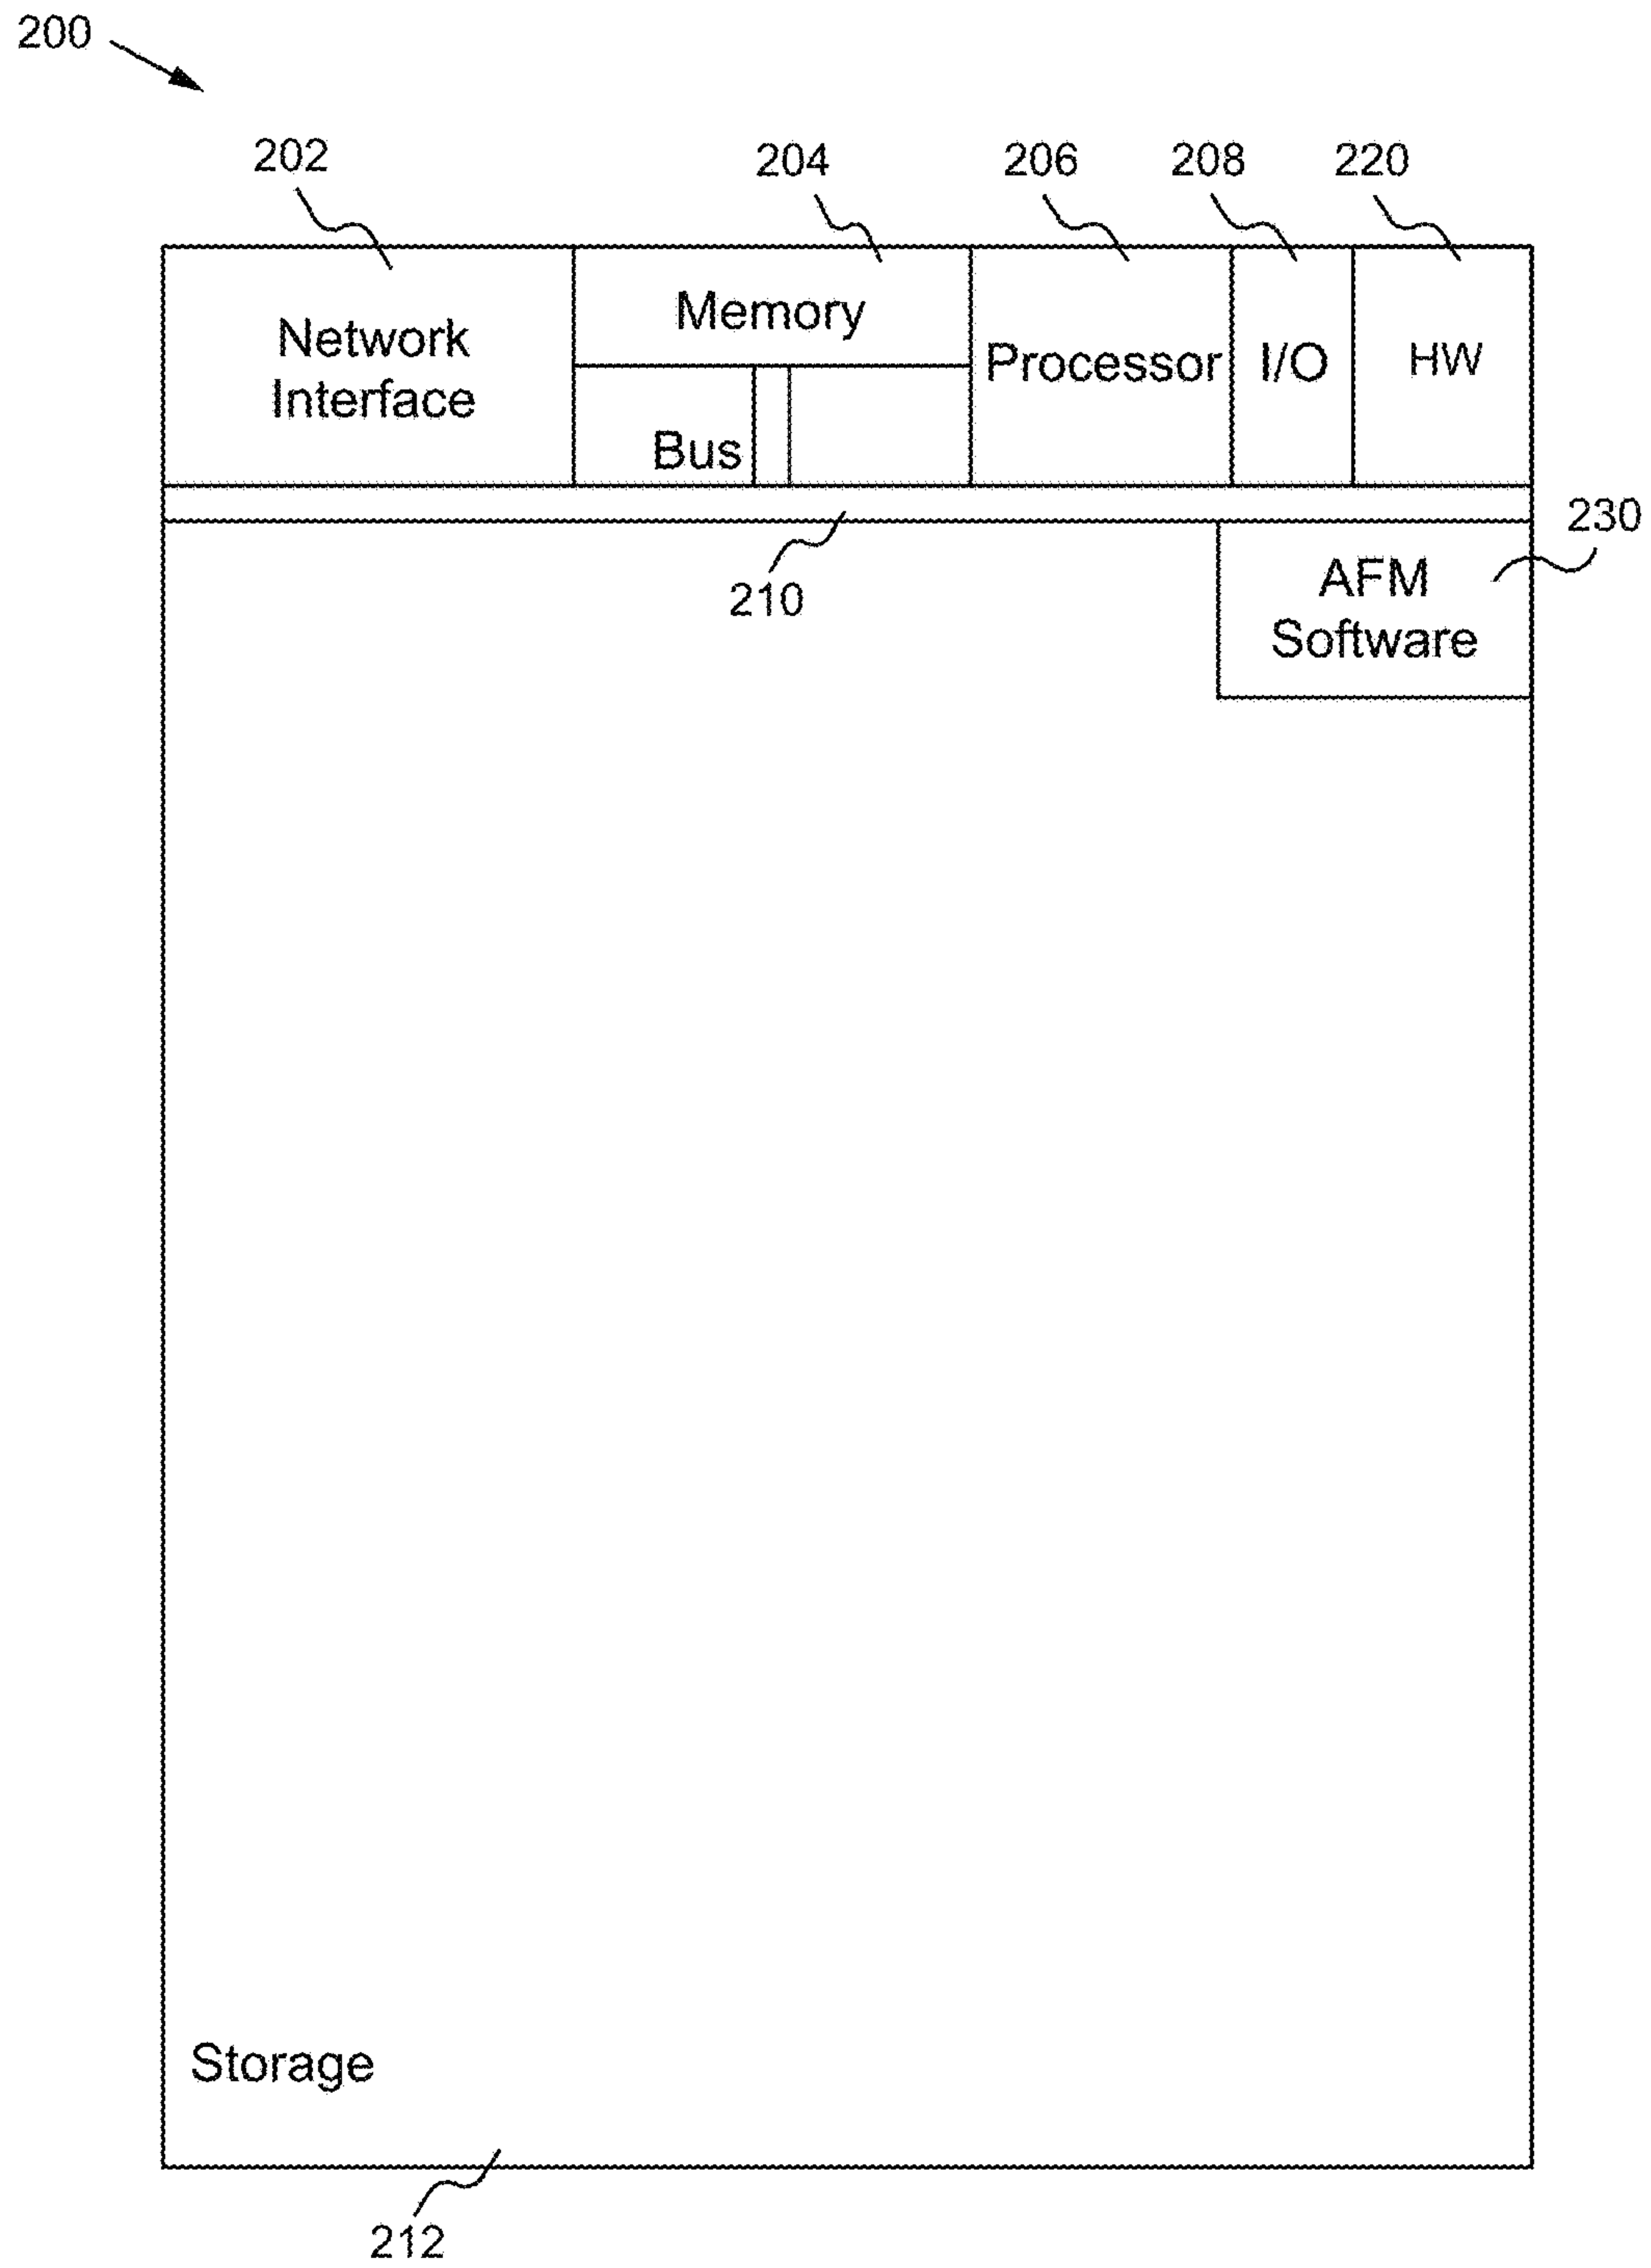 200
202
204
206
208
220
Network
Interface
Memory
Bus
Processor
I/O
HW
210
230
AFM
Software
Storage
212